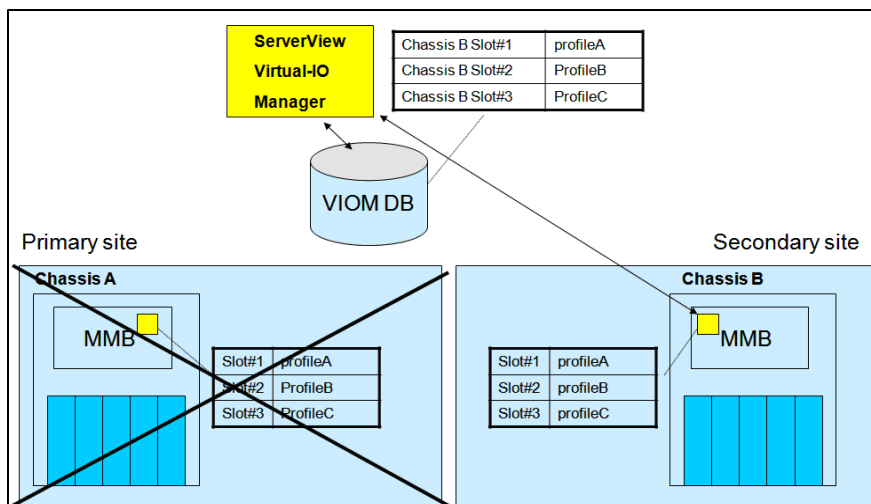 ServerView
Virtual-IO
Manager
Chassis B Slot#1 profileA
Chassis B Slot#2 ProfileB
Chassis B Slot#3 ProfileC
VIOM DB
Primary site
Secondary site
Chassis A
MMB
Slot#1 profileA
Slot#2 ProfileB
Slot#3 ProfileC
Chassis B
MMB
Slot#1 profileA
Slot#2 profileB
Slot#3 profileC